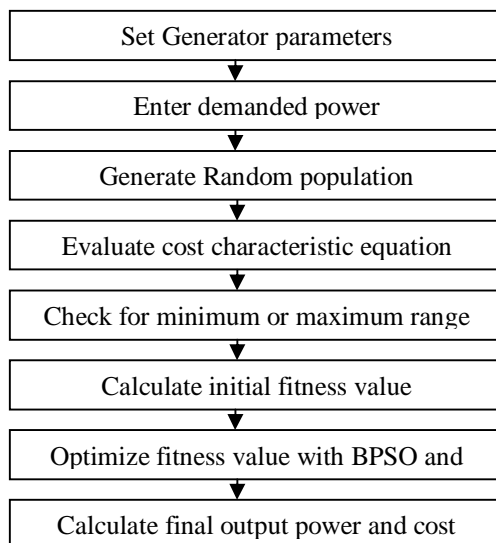 Set Generator parameters
Enter demanded power
Generate Random population
Evaluate cost characteristic equation
Check for minimum or maximum range
Calculate initial fitness value
Optimize fitness value with BPSO and
Calculate final output power and cost